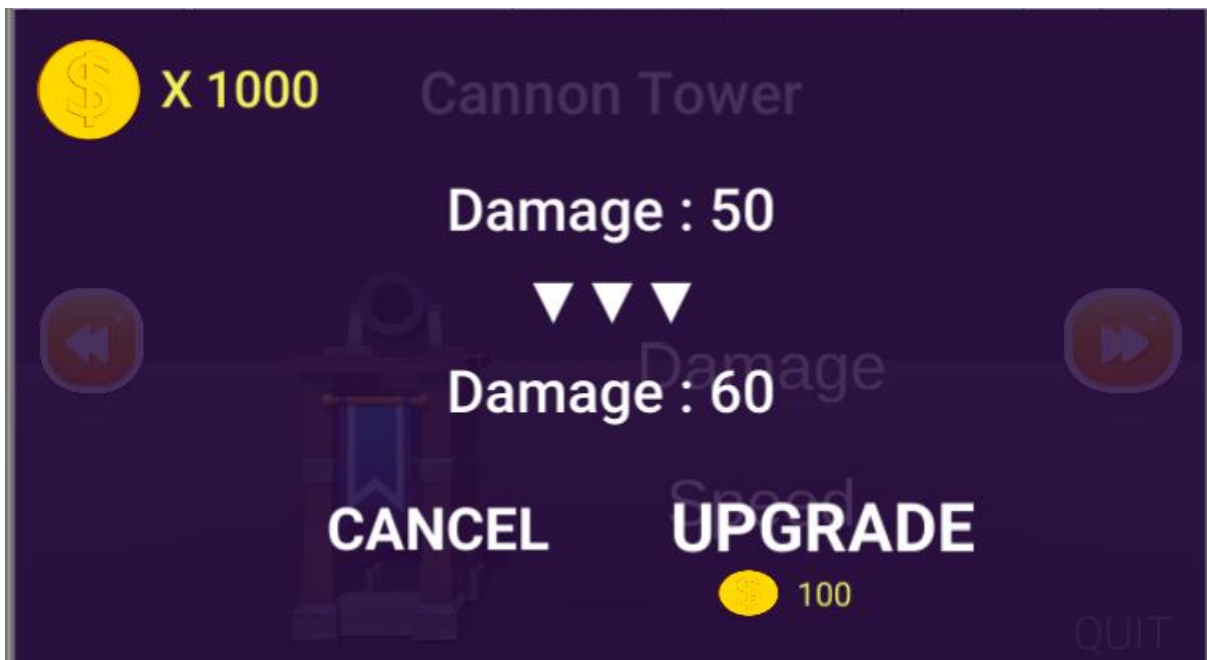 X 1000
Cannon Tower
Damage : 50
▼ ▼ ▼
Damage
Damage : 60
Speed
CANCEL
UPGRADE
100
QUIT